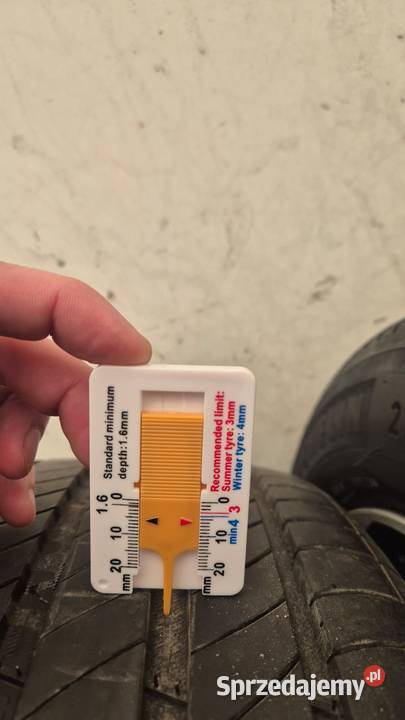 Standard minimum
depth:1.6mm
Recommended limit:
Summer tyre: 3mm
Winter tyre: 4mm
1.6
0
10
20
mm
0
3
min4
10
20
mm
2
Sprzedajemy.pl